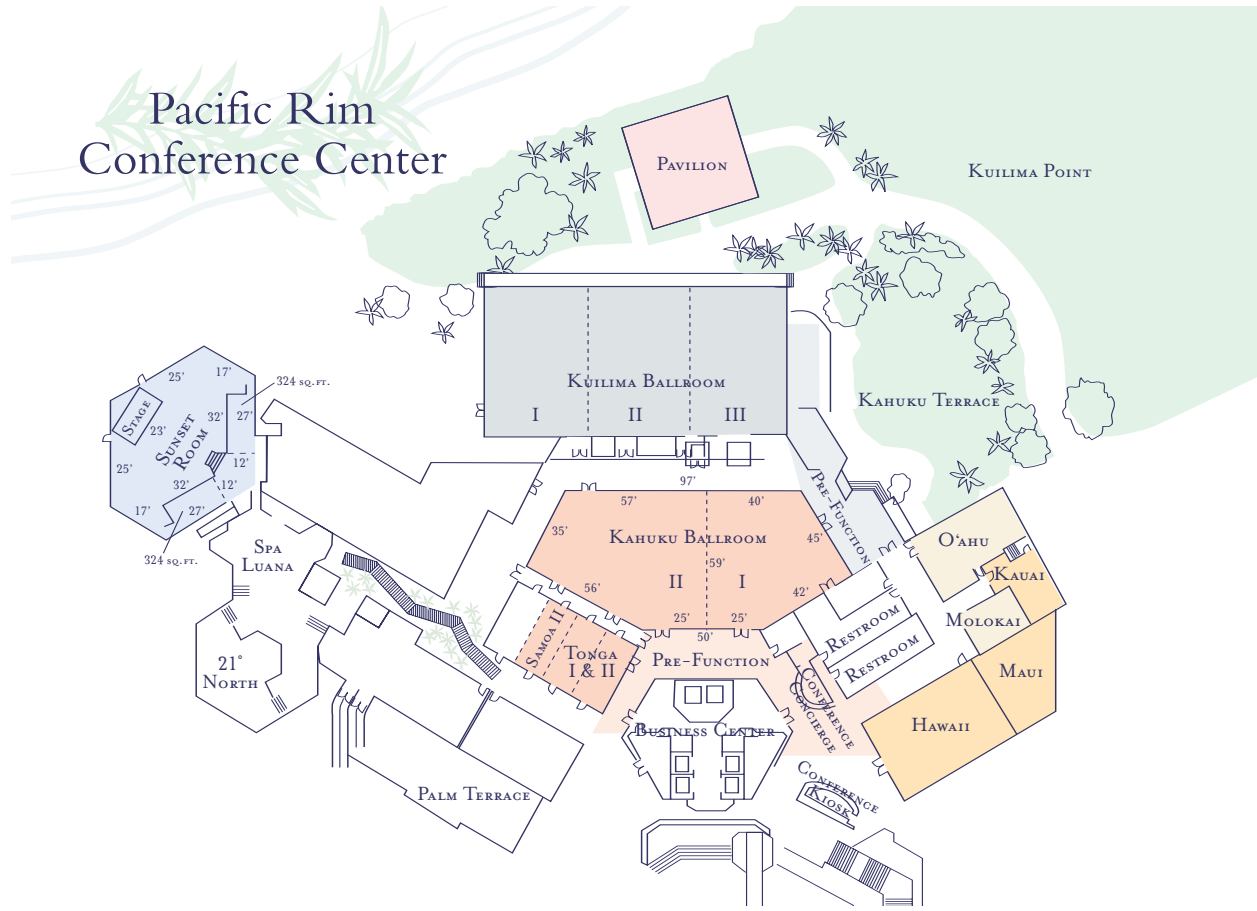 Pacific Rim
Conference Center
Pavilion
Kuilima Point
Kuilima Ballroom
I
II
III
Kahuku Terrace
25'
17'
324 sq. ft.
Stage
32'
27'
23'
Sunset
Room
12'
25'
32'
12'
17'
27'
324 sq. ft.
Spa
Luana
21°
North
97'
57'
40'
35'
Kahuku Ballroom
45'
59'
II
I
56'
42'
25'
25'
50'
Pre-Function
Samoa II
Tonga
I & II
Pre-Function
Restroom
Restroom
O‘ahu
Kauai
Molokai
Maui
Hawaii
Conference
Concierge
Business Center
Palm Terrace
Conference
Kiosk